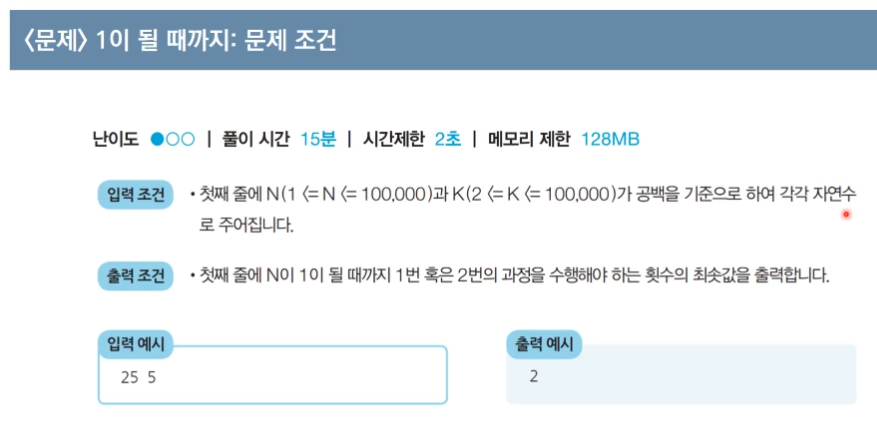 <문제> 1이 될 때까지: 문제 조건
난이도 ●○○ | 풀이 시간 15분 | 시간제한 2초 | 메모리 제한 128MB
입력 조건 • 첫째 줄에 N(1 <= N <= 100,000)과 K(2 <= K <= 100,000)가 공백을 기준으로 하여 각각 자연수
로 주어집니다.
출력 조건 • 첫째 줄에 N이 1이 될 때까지 1번 혹은 2번의 과정을 수행해야 하는 횟수의 최솟값을 출력합니다.
입력 예시
25 5
출력 예시
2